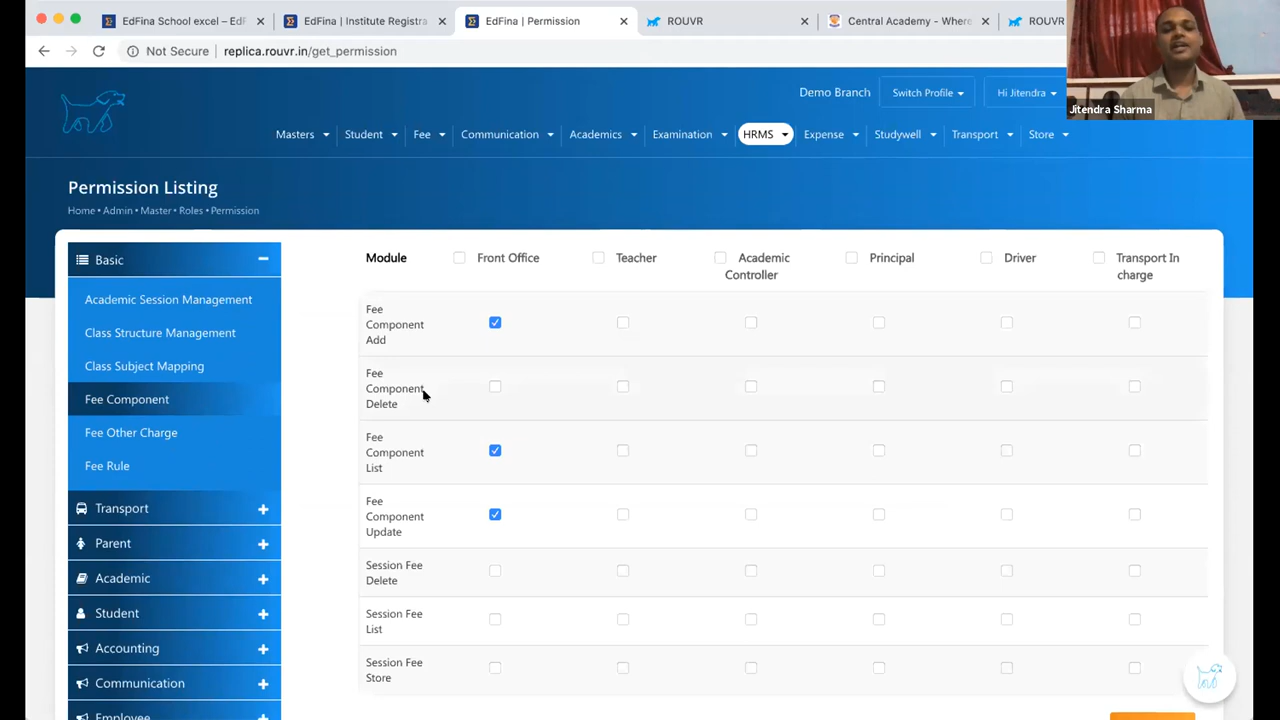 EdFina School excel – EdF
EdFina | Institute Registra
EdFina | Permission
ROUVR
Central Academy - Where
ROUVR
Not Secure
replica.rouvr.in/get_permission
Jitendra Sharma
Demo Branch
Switch Profile
Hi Jitendra
Masters
Student
Fee
Communication
Academics
Examination
HRMS
Expense
Studywell
Transport
Store
Permission Listing
Home • Admin • Master • Roles • Permission
Basic
Academic Session Management
Class Structure Management
Class Subject Mapping
Fee Component
Fee Other Charge
Fee Rule
Transport
Parent
Academic
Student
Accounting
Communication
Employee
Module
Front Office
Teacher
Academic
Controller
Principal
Driver
Transport In
charge
Fee
Component
Add
Fee
Component
Delete
Fee
Component
List
Fee
Component
Update
Session Fee
Delete
Session Fee
List
Session Fee
Store